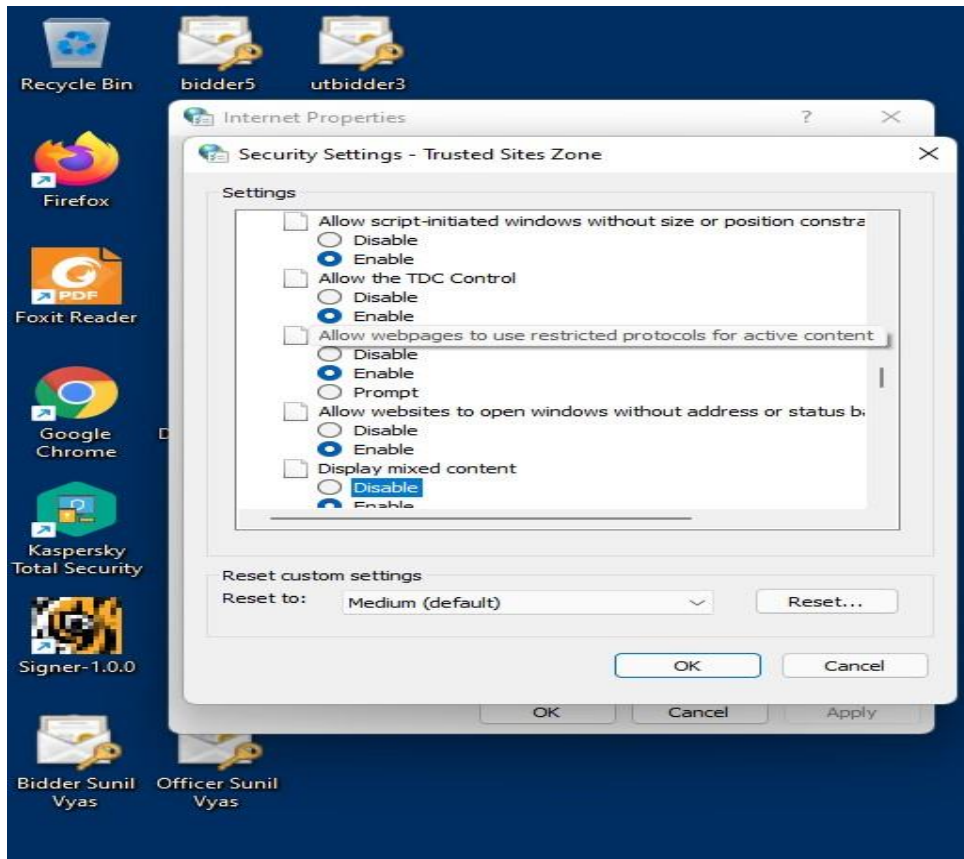 Recycle Bin
bidder5
utbidder3
Internet Properties
?
Security Settings - Trusted Sites Zone
Settings
Allow script-initiated windows without size or position constra
Disable
Enable
Allow the TDC Control
Disable
Enable
Allow webpages to use restricted protocols for active content
Disable
Enable
Prompt
Allow websites to open windows without address or status ba
Disable
Enable
Display mixed content
Disable
Enable
Reset custom settings
Reset to:
Medium (default)
Reset...
OK
Cancel
OK
Cancel
Apply
Firefox
PDF
Foxit Reader
Google
Chrome
D
Kaspersky
Total Security
Signer-1.0.0
Bidder Sunil
Vyas
Officer Sunil
Vyas